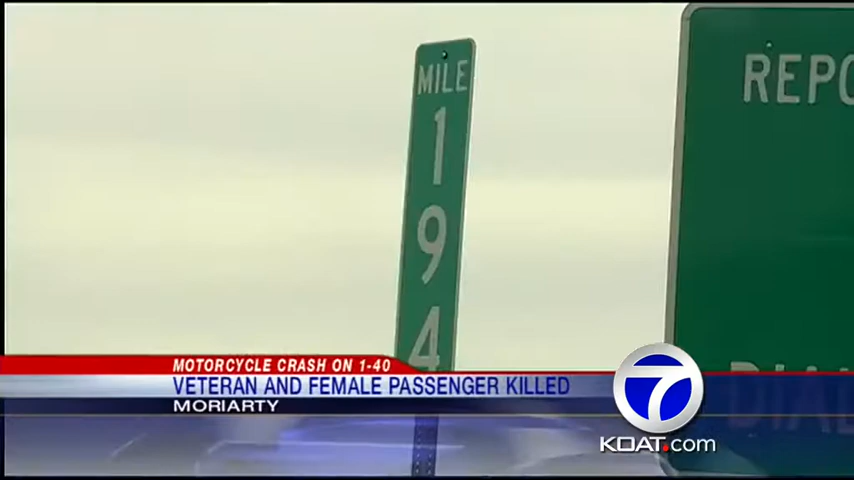 MILE
1
9
4
REPO
DIAL
MOTORCYCLE CRASH ON 1-40
VETERAN AND FEMALE PASSENGER KILLED
MORIARTY
7
KOAT.com